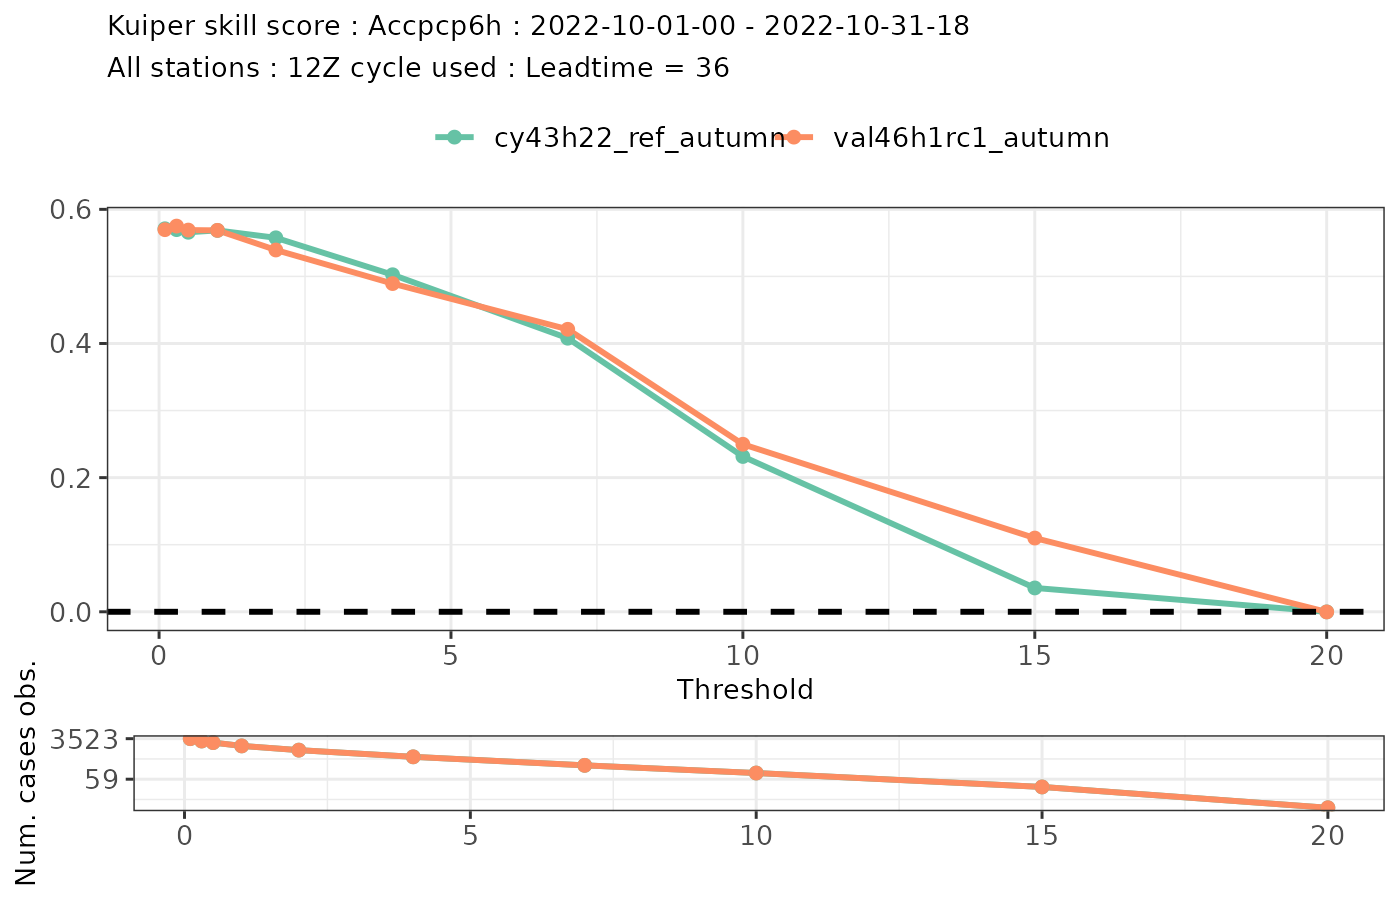 Kuiper skill score : Accpcp6h : 2022-10-01-00 - 2022-10-31-18
All stations : 12Z cycle used : Leadtime = 36
cy43h22_ref_autumn val46h1rc1_autumn
0.6
0.4
0.2
0.0
0 5 10 15 20
Threshold
Num. cases obs.
3523
59
0 5 10 15 20